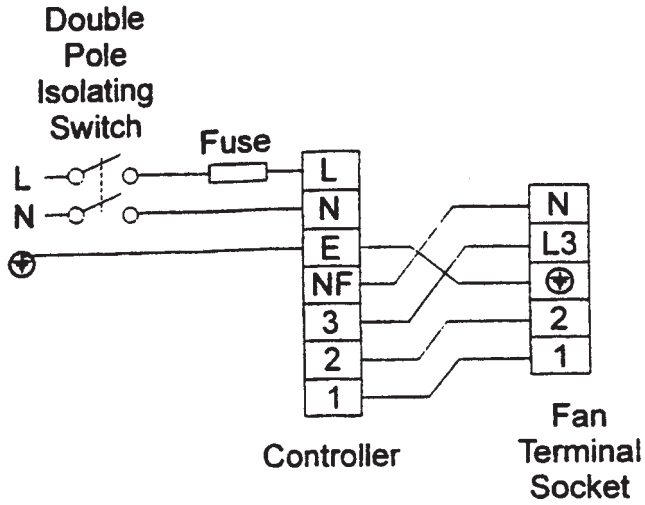 Double
Pole
Isolating
Switch
Fuse
L
N
L
N
E
NF
3
2
1
N
L3
2
1
Controller
Fan
Terminal
Socket